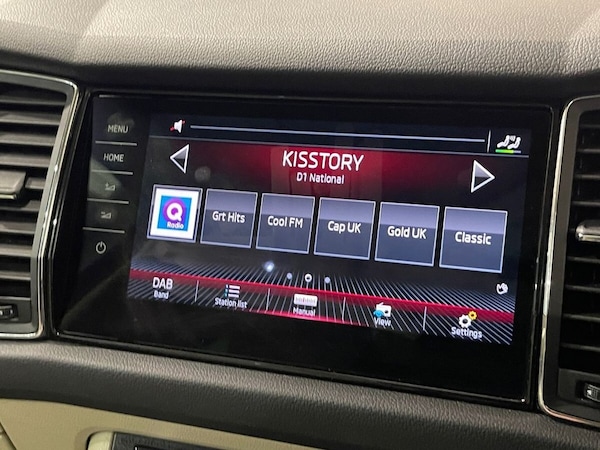 MENU
HOME
KISSTORY
D1 National
Q
Radio
Grt Hits
Cool FM
Cap UK
Gold UK
Classic
DAB
Band
Station list
Manual
View
Settings